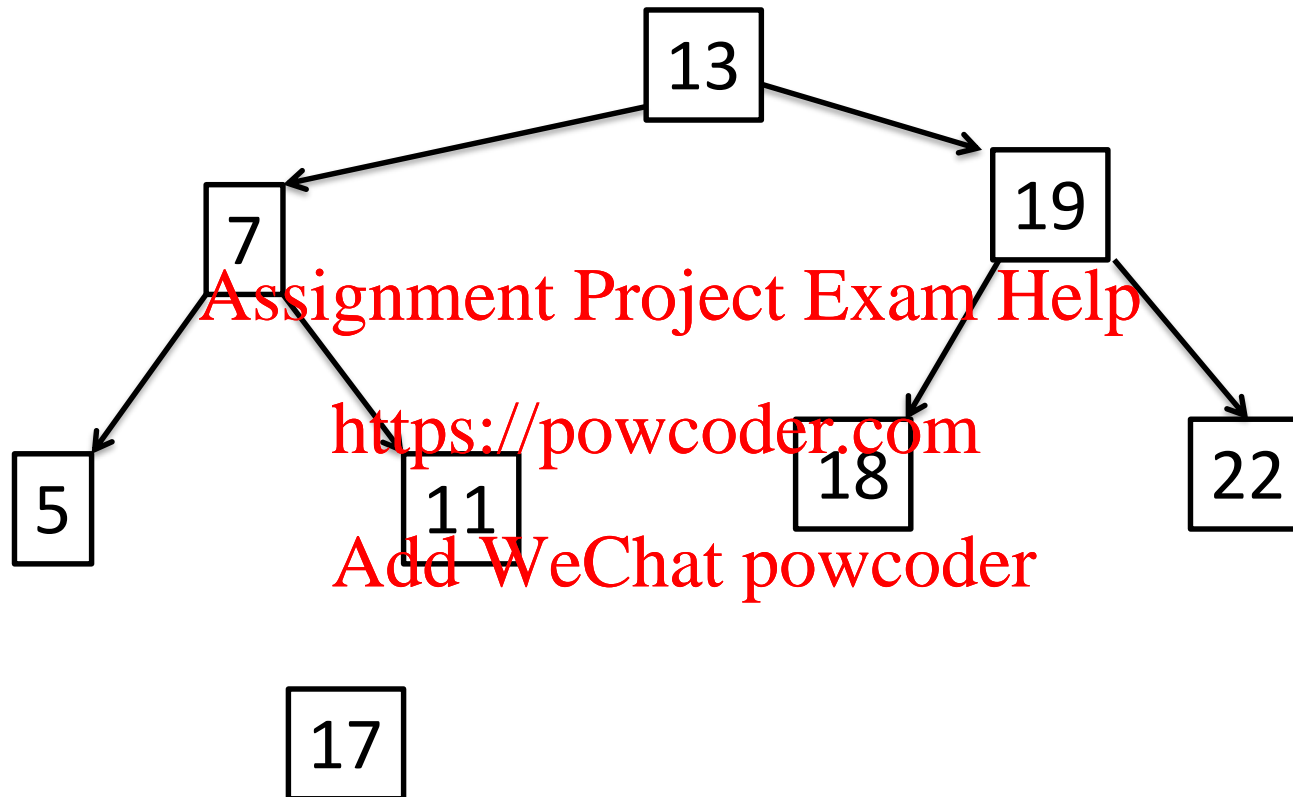 13
7
19
Assignment Project Exam Help
https://powcoder.com
5
11
18
22
Add WeChat powcoder
17